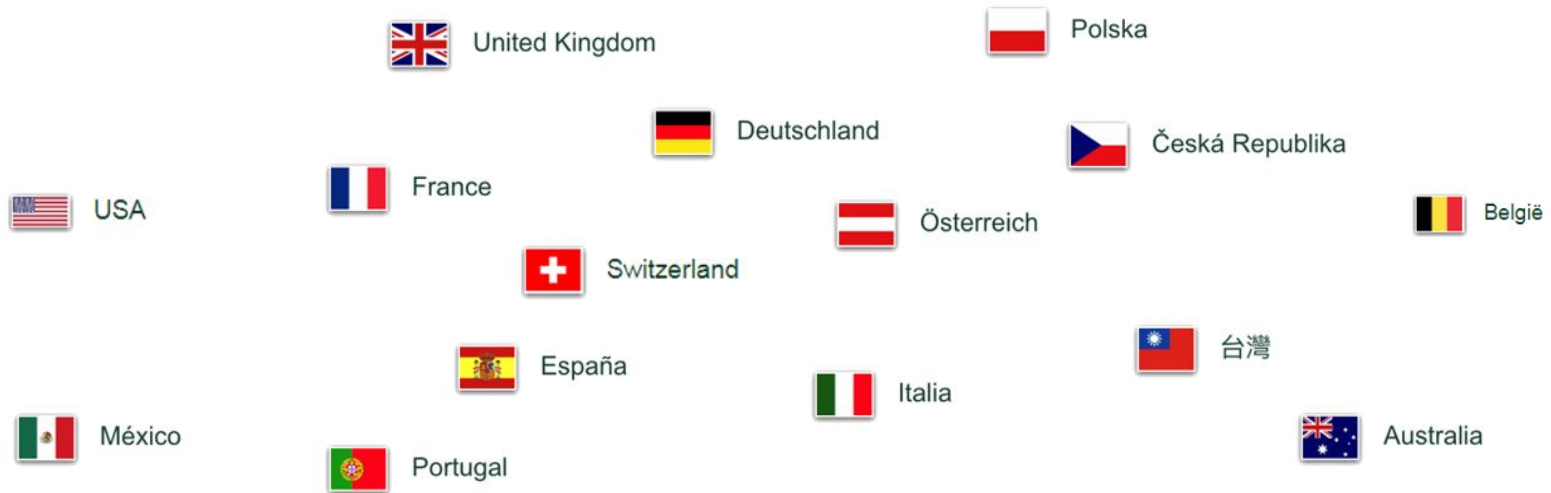 United Kingdom
Polska
Deutschland
Česká Republika
France
USA
België
Österreich
Switzerland
台灣
España
Italia
México
Australia
Portugal